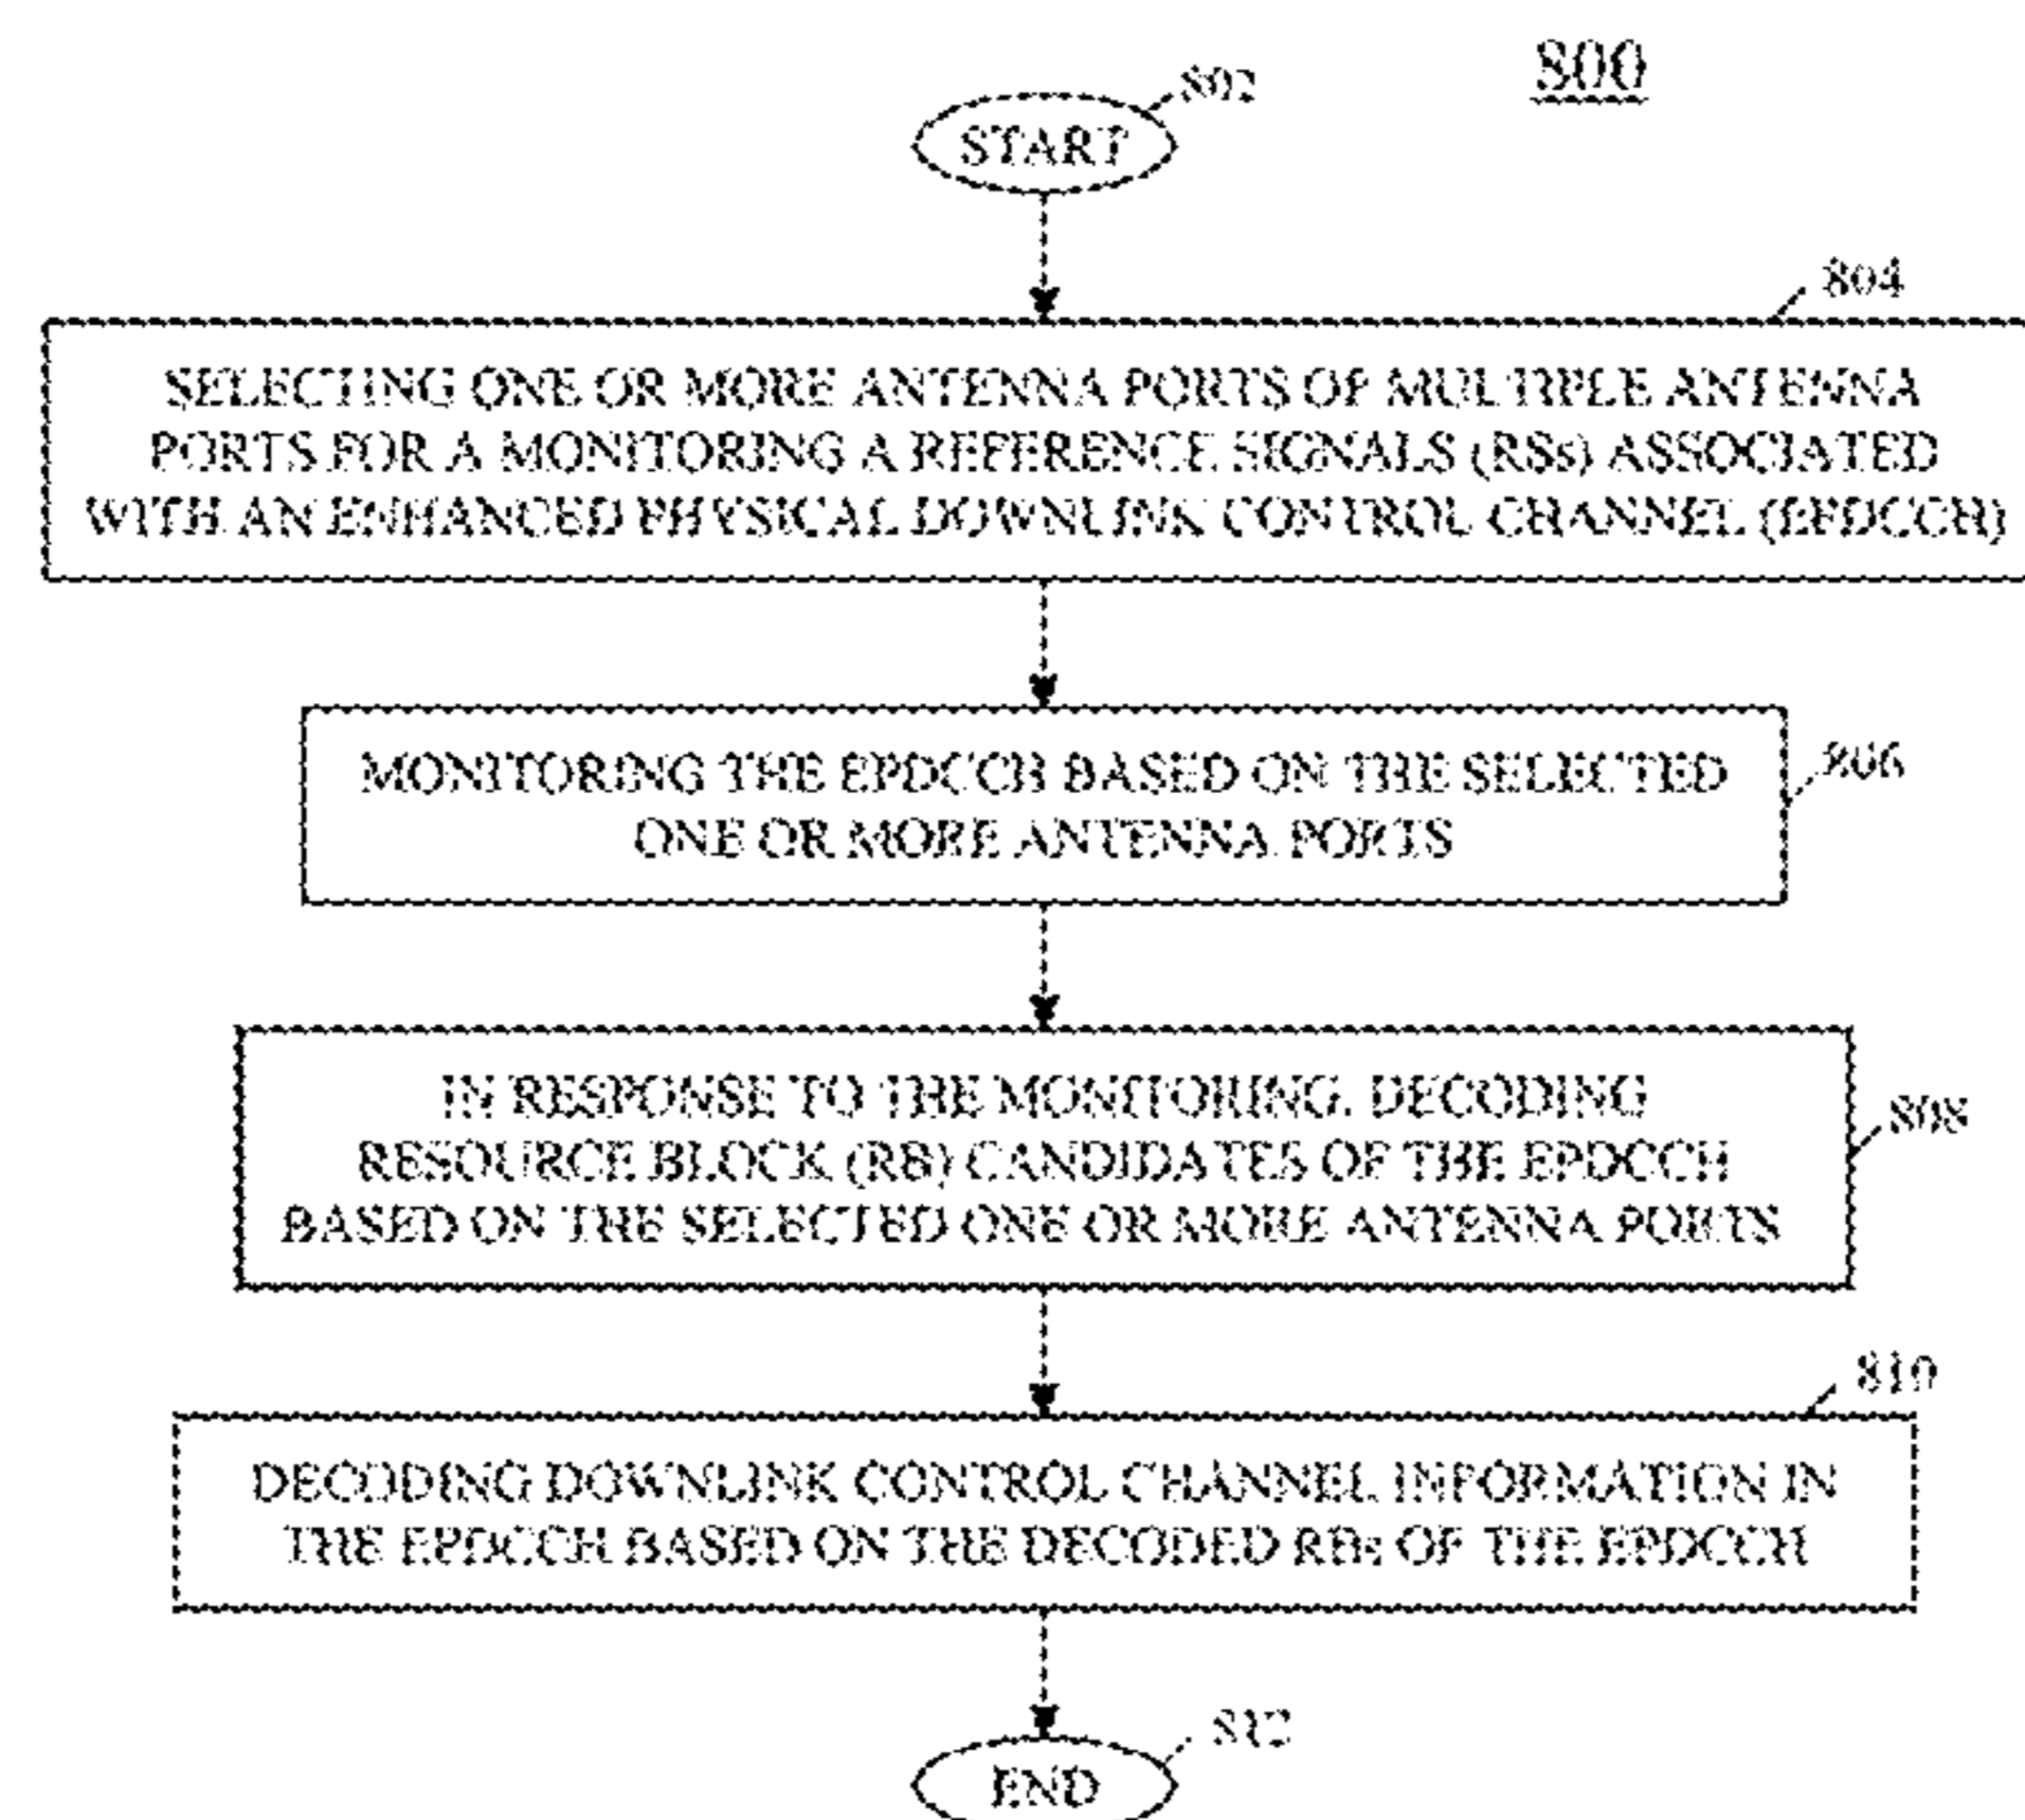 800
802
START
804
SELECTING ONE OR MORE ANTENNA PORTS OF MULTIPLE ANTENNA
PORTS FOR A MONITORING A REFERENCE SIGNALS (RSs) ASSOCIATED
WITH AN ENHANCED PHYSICAL DOWNLINK CONTROL CHANNEL (EPDCCH)
MONITORING THE EPDCCH BASED ON THE SELECTED
ONE OR MORE ANTENNA PORTS
806
IN RESPONSE TO THE MONITORING, DECODING
RESOURCE BLOCK (RB) CANDIDATES OF THE EPDCCH
BASED ON THE SELECTED ONE OR MORE ANTENNA PORTS
808
810
DECODING DOWNLINK CONTROL CHANNEL INFORMATION IN
THE EPDCCH BASED ON THE DECODED RBs OF THE EPDCCH
812
END